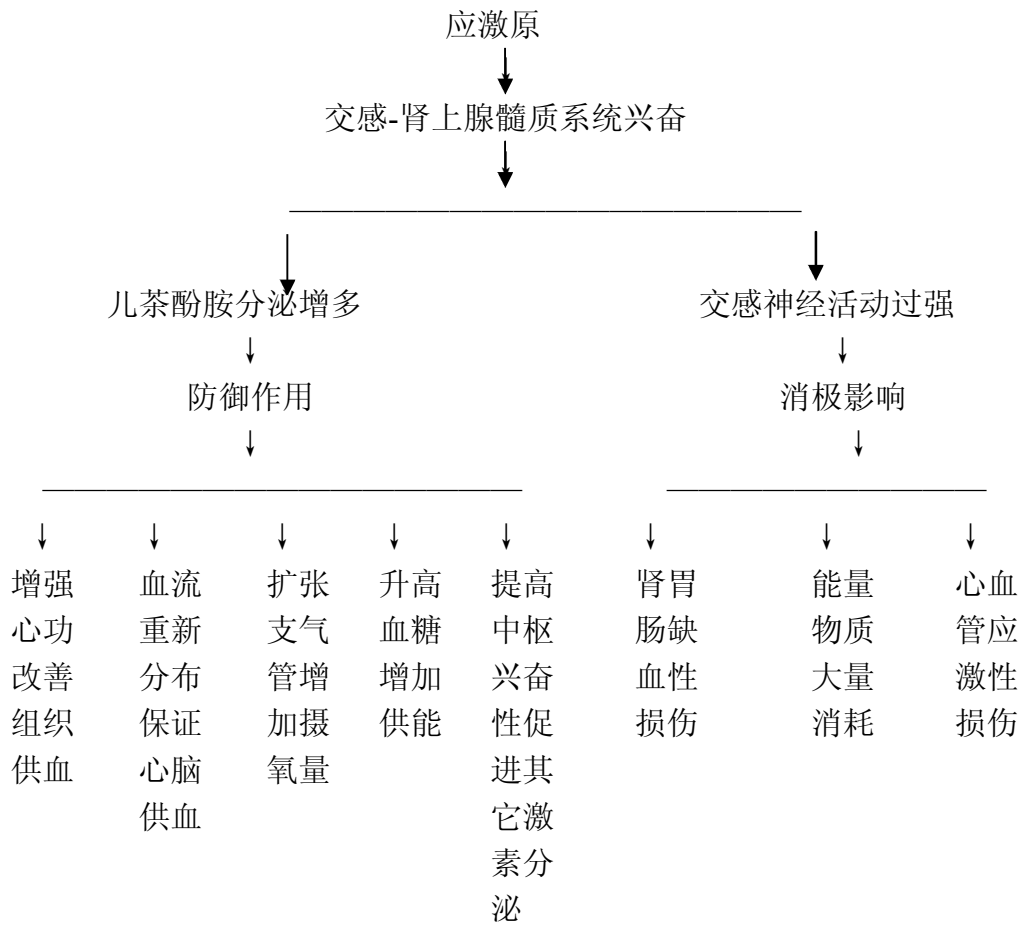 应激原
交感-肾上腺髓质系统兴奋
儿茶酚胺分泌增多 交感神经活动过强
防御作用 消极影响
增强 血流 扩张 升高 提高 肾胃 能量 心血
心功 重新 支气 血糖 中枢 肠缺 物质 管应
改善 分布 管增 增加 兴奋 血性 大量 激性
组织 保证 加摄 供能 性促 损伤 消耗 损伤
供血 心脑 氧量 进其
供血 它激
素分
泌